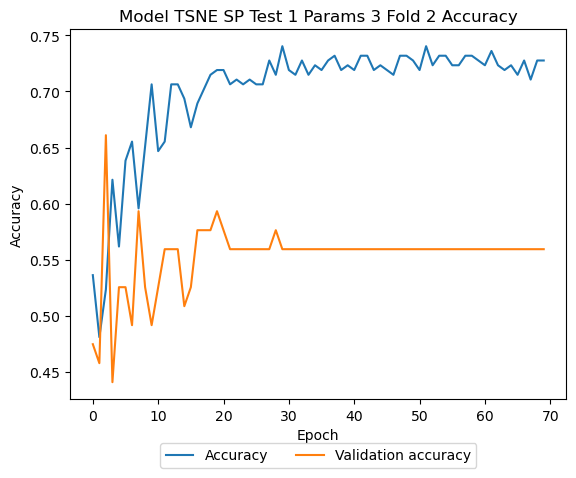 Model TSNE SP Test 1 Params 3 Fold 2 Accuracy
0.75
0.70
0.65
0.60
0.55
0.50
0.45
Accuracy
0 10 20 30 40 50 60 70
Epoch
Accuracy Validation accuracy